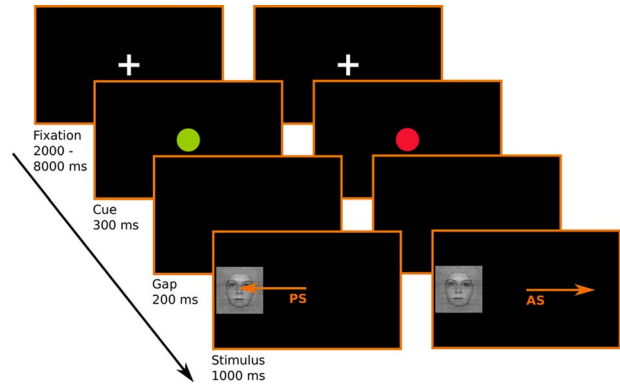 Fixation
2000 -
8000 ms
Cue
300 ms
Gap
200 ms
PS
AS
Stimulus
1000 ms